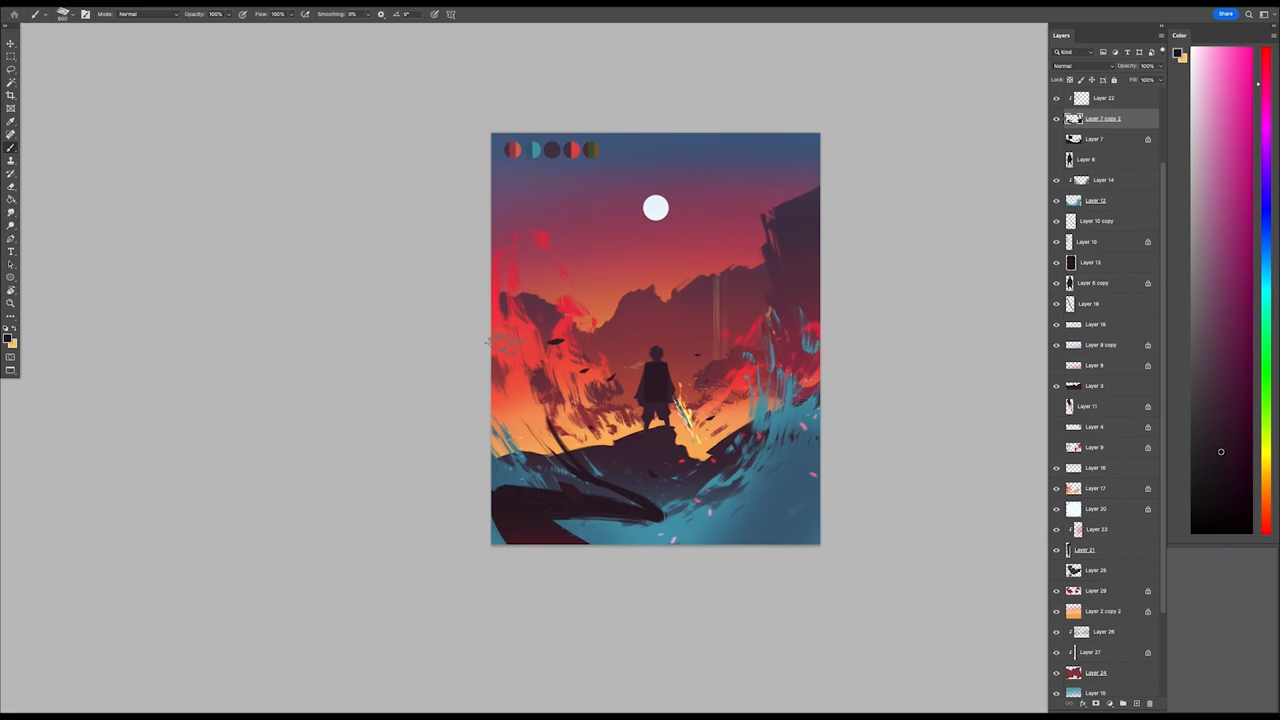 600 Mode: Normal Opacity: 100% Flow: 100% Smoothing: 0% 0° Share
Layers
Kind
Normal Opacity: 100%
Lock: Fill: 100%
Layer 22
Layer 7 copy 2
Layer 7
Layer 6
Layer 14
Layer 12
Layer 10 copy
Layer 10
Layer 13
Layer 6 copy
Layer 19
Layer 18
Layer 8 copy
Layer 8
Layer 3
Layer 11
Layer 4
Layer 9
Layer 16
Layer 17
Layer 20
Layer 23
Layer 21
Layer 25
Layer 29
Layer 2 copy 2
Layer 26
Layer 27
Layer 24
Layer 15
Color